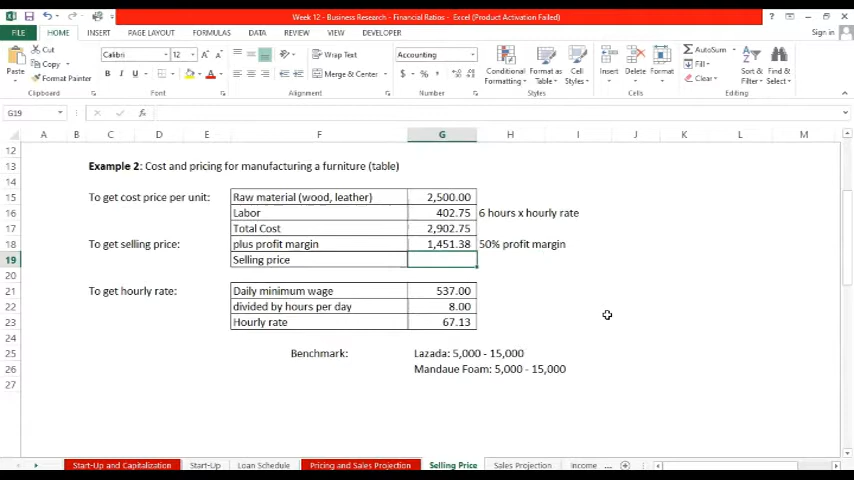 Week 12 - Business Research - Financial Ratios - Excel (Product Activation Failed)
FILE HOME INSERT PAGE LAYOUT FORMULAS DATA REVIEW VIEW DEVELOPER Sign in
Cut
Copy
Format Painter
Paste
Calibri 12
B I U
Wrap Text
Merge & Center
Accounting
$ % ,
Conditional Formatting
Format as Table
Cell Styles
Insert Delete Format
AutoSum
Fill
Clear
Sort & Filter
Find & Select
Clipboard Font Alignment Number Styles Cells Editing
G19 fx
A B C D E F G H I J K L M
12
13 Example 2: Cost and pricing for manufacturing a furniture (table)
14
15 To get cost price per unit: Raw material (wood, leather) 2,500.00
16 Labor 402.75 6 hours x hourly rate
17 Total Cost 2,902.75
18 To get selling price: plus profit margin 1,451.38 50% profit margin
19 Selling price
20
21 To get hourly rate: Daily minimum wage 537.00
22 divided by hours per day 8.00
23 Hourly rate 67.13
24
25 Benchmark: Lazada: 5,000 - 15,000
26 Mandaue Foam: 5,000 - 15,000
27
Start-Up and Capitalization Start-Up Loan Schedule Pricing and Sales Projection Selling Price Sales Projection Income ...